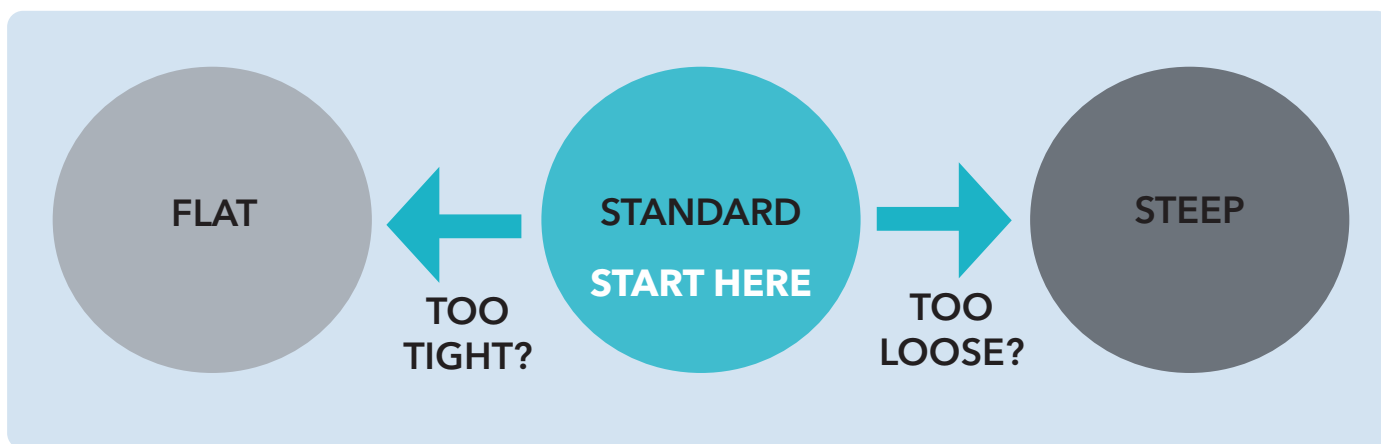 FLAT
TOO
TIGHT?
STANDARD
START HERE
TOO
LOOSE?
STEEP